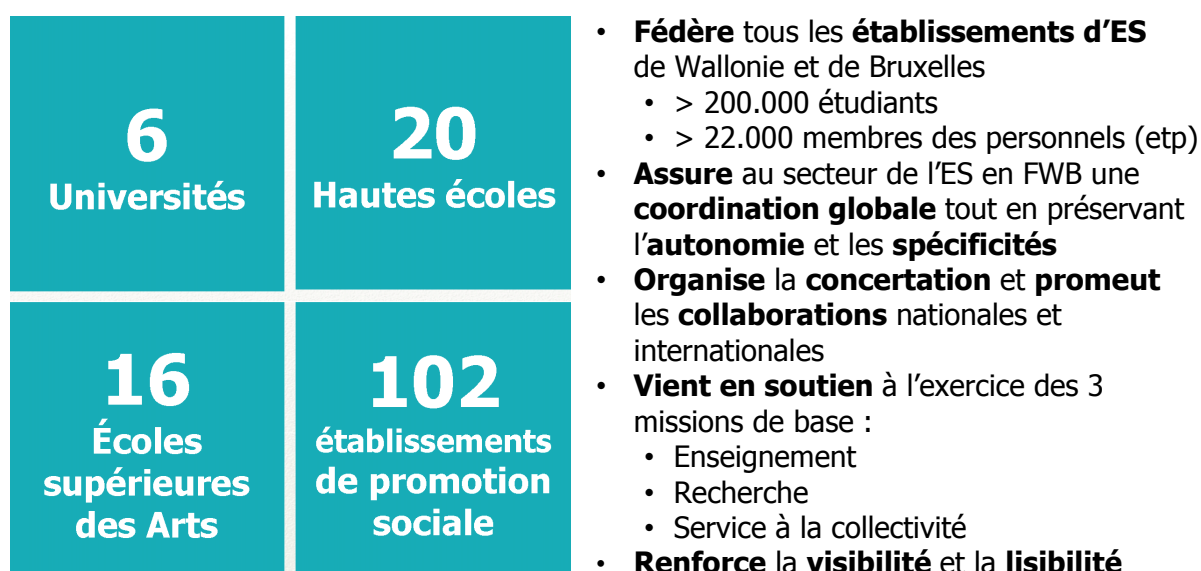 6
Universités
20
Hautes écoles
16
Écoles
supérieures
des Arts
102
établissements
de promotion
sociale
• Fédère tous les établissements d’ES
de Wallonie et de Bruxelles
• > 200.000 étudiants
• > 22.000 membres des personnels (etp)
• Assure au secteur de l’ES en FWB une
coordination globale tout en préservant
l’autonomie et les spécificités
• Organise la concertation et promeut
les collaborations nationales et
internationales
• Vient en soutien à l’exercice des 3
missions de base :
• Enseignement
• Recherche
• Service à la collectivité
• Renforce la visibilité et la lisibilité